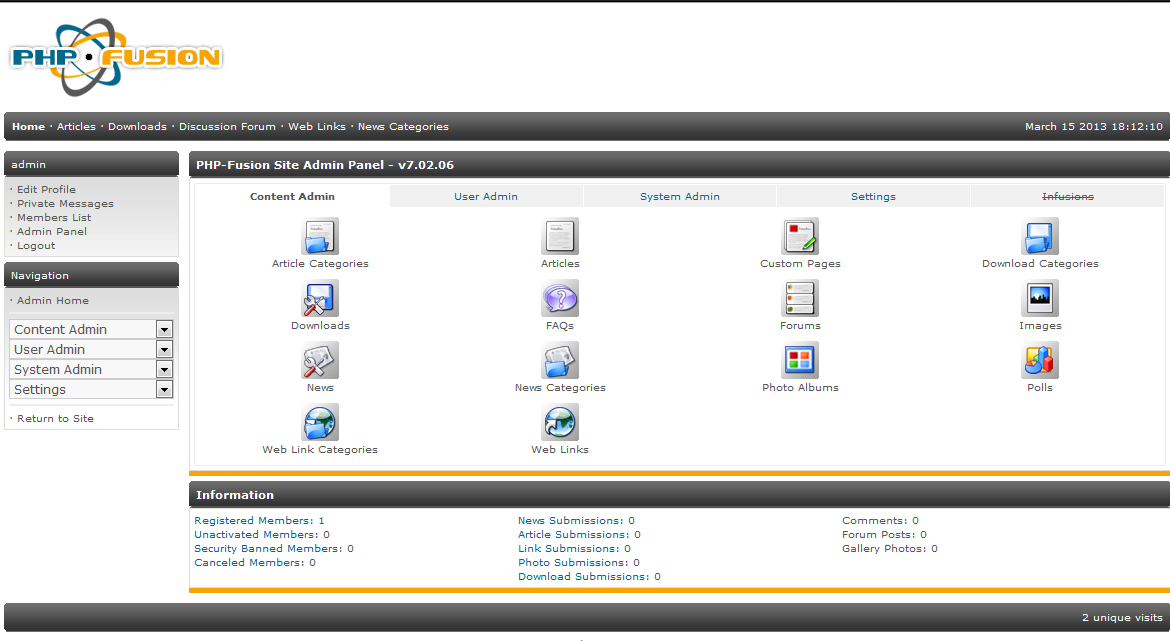 PHP·FUSION
Home · Articles · Downloads · Discussion Forum · Web Links · News Categories
March 15 2013 18:12:10
admin
· Edit Profile
· Private Messages
· Members List
· Admin Panel
· Logout
Navigation
· Admin Home
Content Admin
User Admin
System Admin
Settings
· Return to Site
PHP-Fusion Site Admin Panel - v7.02.06
Content Admin User Admin System Admin Settings Infusions
Article Categories Articles Custom Pages Download Categories
Downloads FAQs Forums Images
News News Categories Photo Albums Polls
Web Link Categories Web Links
Information
Registered Members: 1
Unactivated Members: 0
Security Banned Members: 0
Canceled Members: 0
News Submissions: 0
Article Submissions: 0
Link Submissions: 0
Photo Submissions: 0
Download Submissions: 0
Comments: 0
Forum Posts: 0
Gallery Photos: 0
2 unique visits